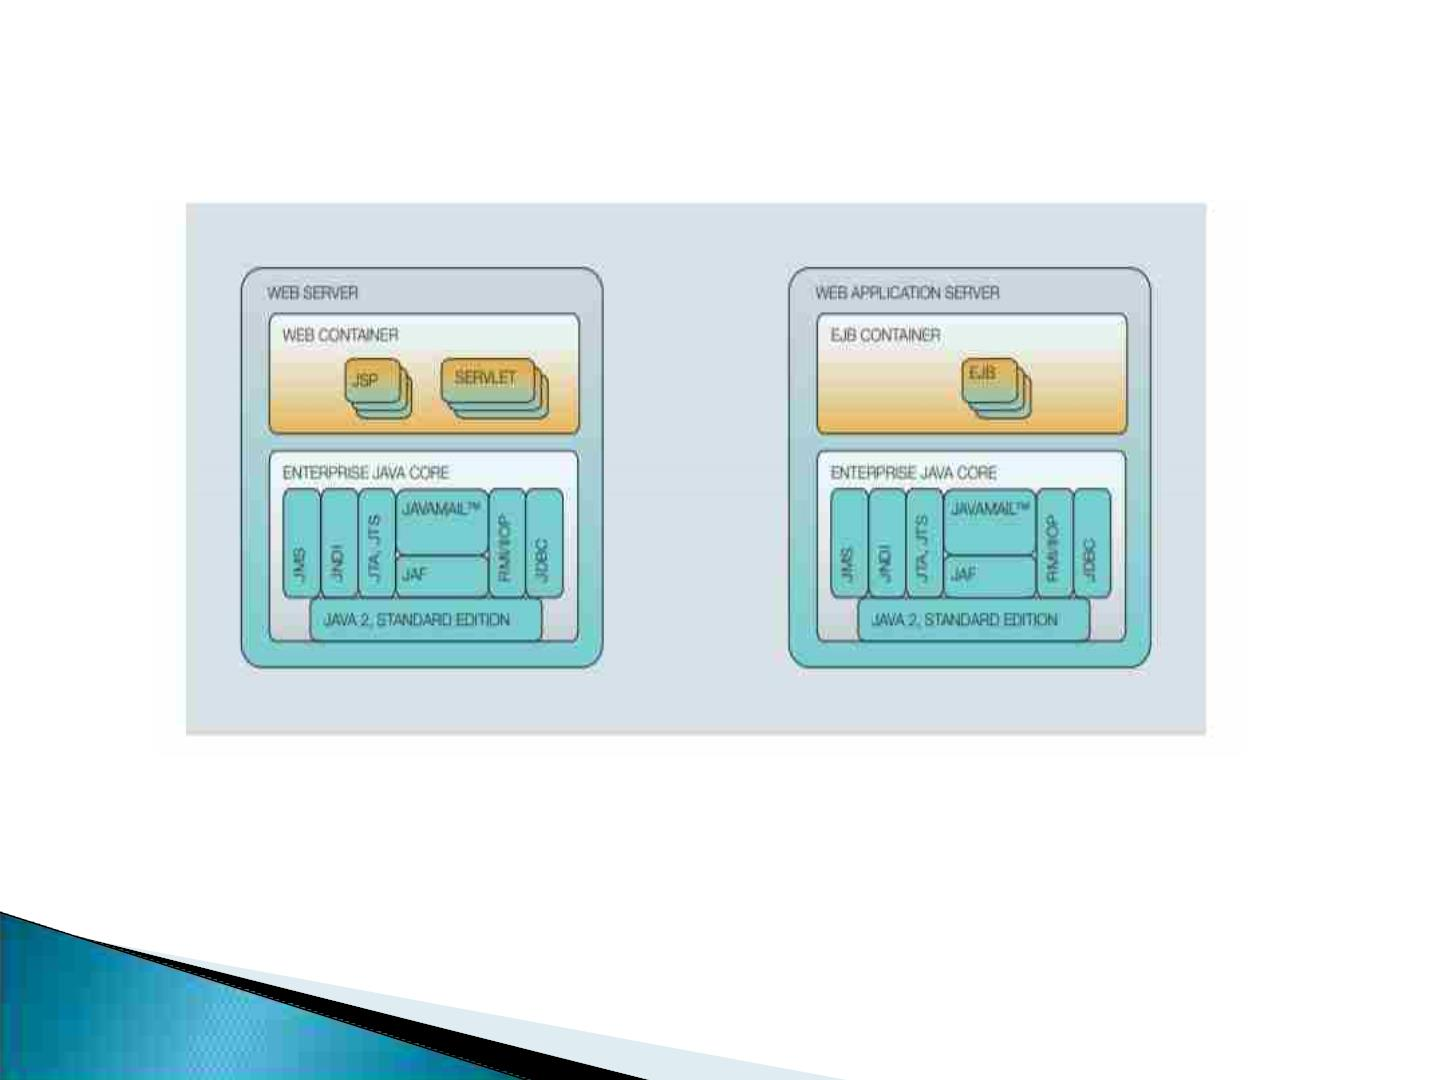 WEB SERVER
WEB CONTAINER
JSP
SERVLET
ENTERPRISE JAVA CORE
JMS
JNDI
JTA, JTS
JAVAMAIL™
JAF
RMI/IIOP
JDBC
JAVA 2, STANDARD EDITION
WEB APPLICATION SERVER
EJB CONTAINER
EJB
ENTERPRISE JAVA CORE
JMS
JNDI
JTA, JTS
JAVAMAIL™
JAF
RMI/IIOP
JDBC
JAVA 2, STANDARD EDITION